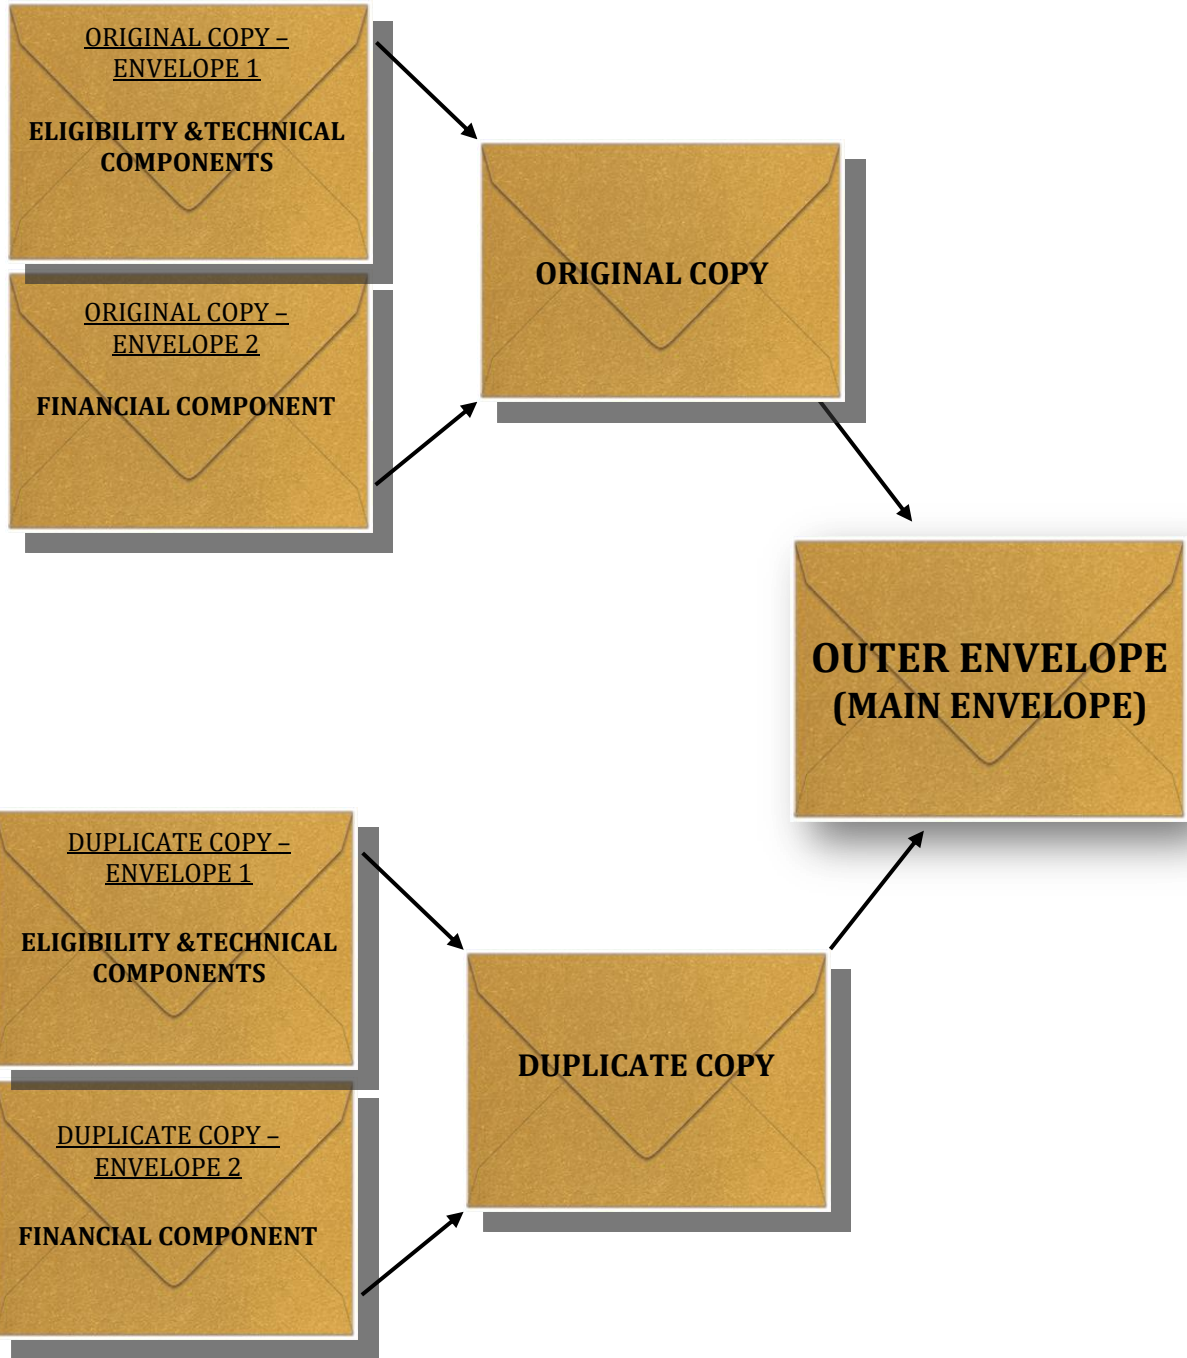 ORIGINAL COPY –
ENVELOPE 1
ELIGIBILITY &TECHNICAL
COMPONENTS
ORIGINAL COPY –
ENVELOPE 2
FINANCIAL COMPONENT
ORIGINAL COPY
OUTER ENVELOPE
(MAIN ENVELOPE)
DUPLICATE COPY –
ENVELOPE 1
ELIGIBILITY &TECHNICAL
COMPONENTS
DUPLICATE COPY –
ENVELOPE 2
FINANCIAL COMPONENT
DUPLICATE COPY